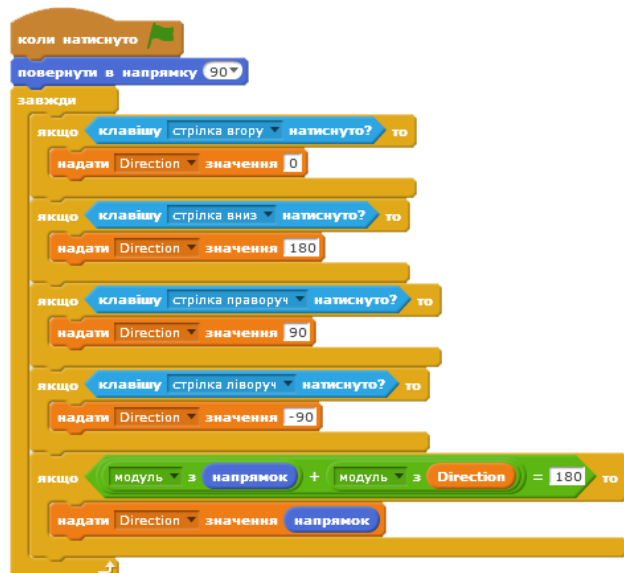 коли натиснуто
повернути в напрямку 90
завжди
якщо клавішу стрілка вгору натиснуто? то
надати Direction значення 0
якщо клавішу стрілка вниз натиснуто? то
надати Direction значення 180
якщо клавішу стрілка праворуч натиснуто? то
надати Direction значення 90
якщо клавішу стрілка ліворуч натиснуто? то
надати Direction значення -90
якщо модуль з напрямок + модуль з Direction = 180 то
надати Direction значення напрямок